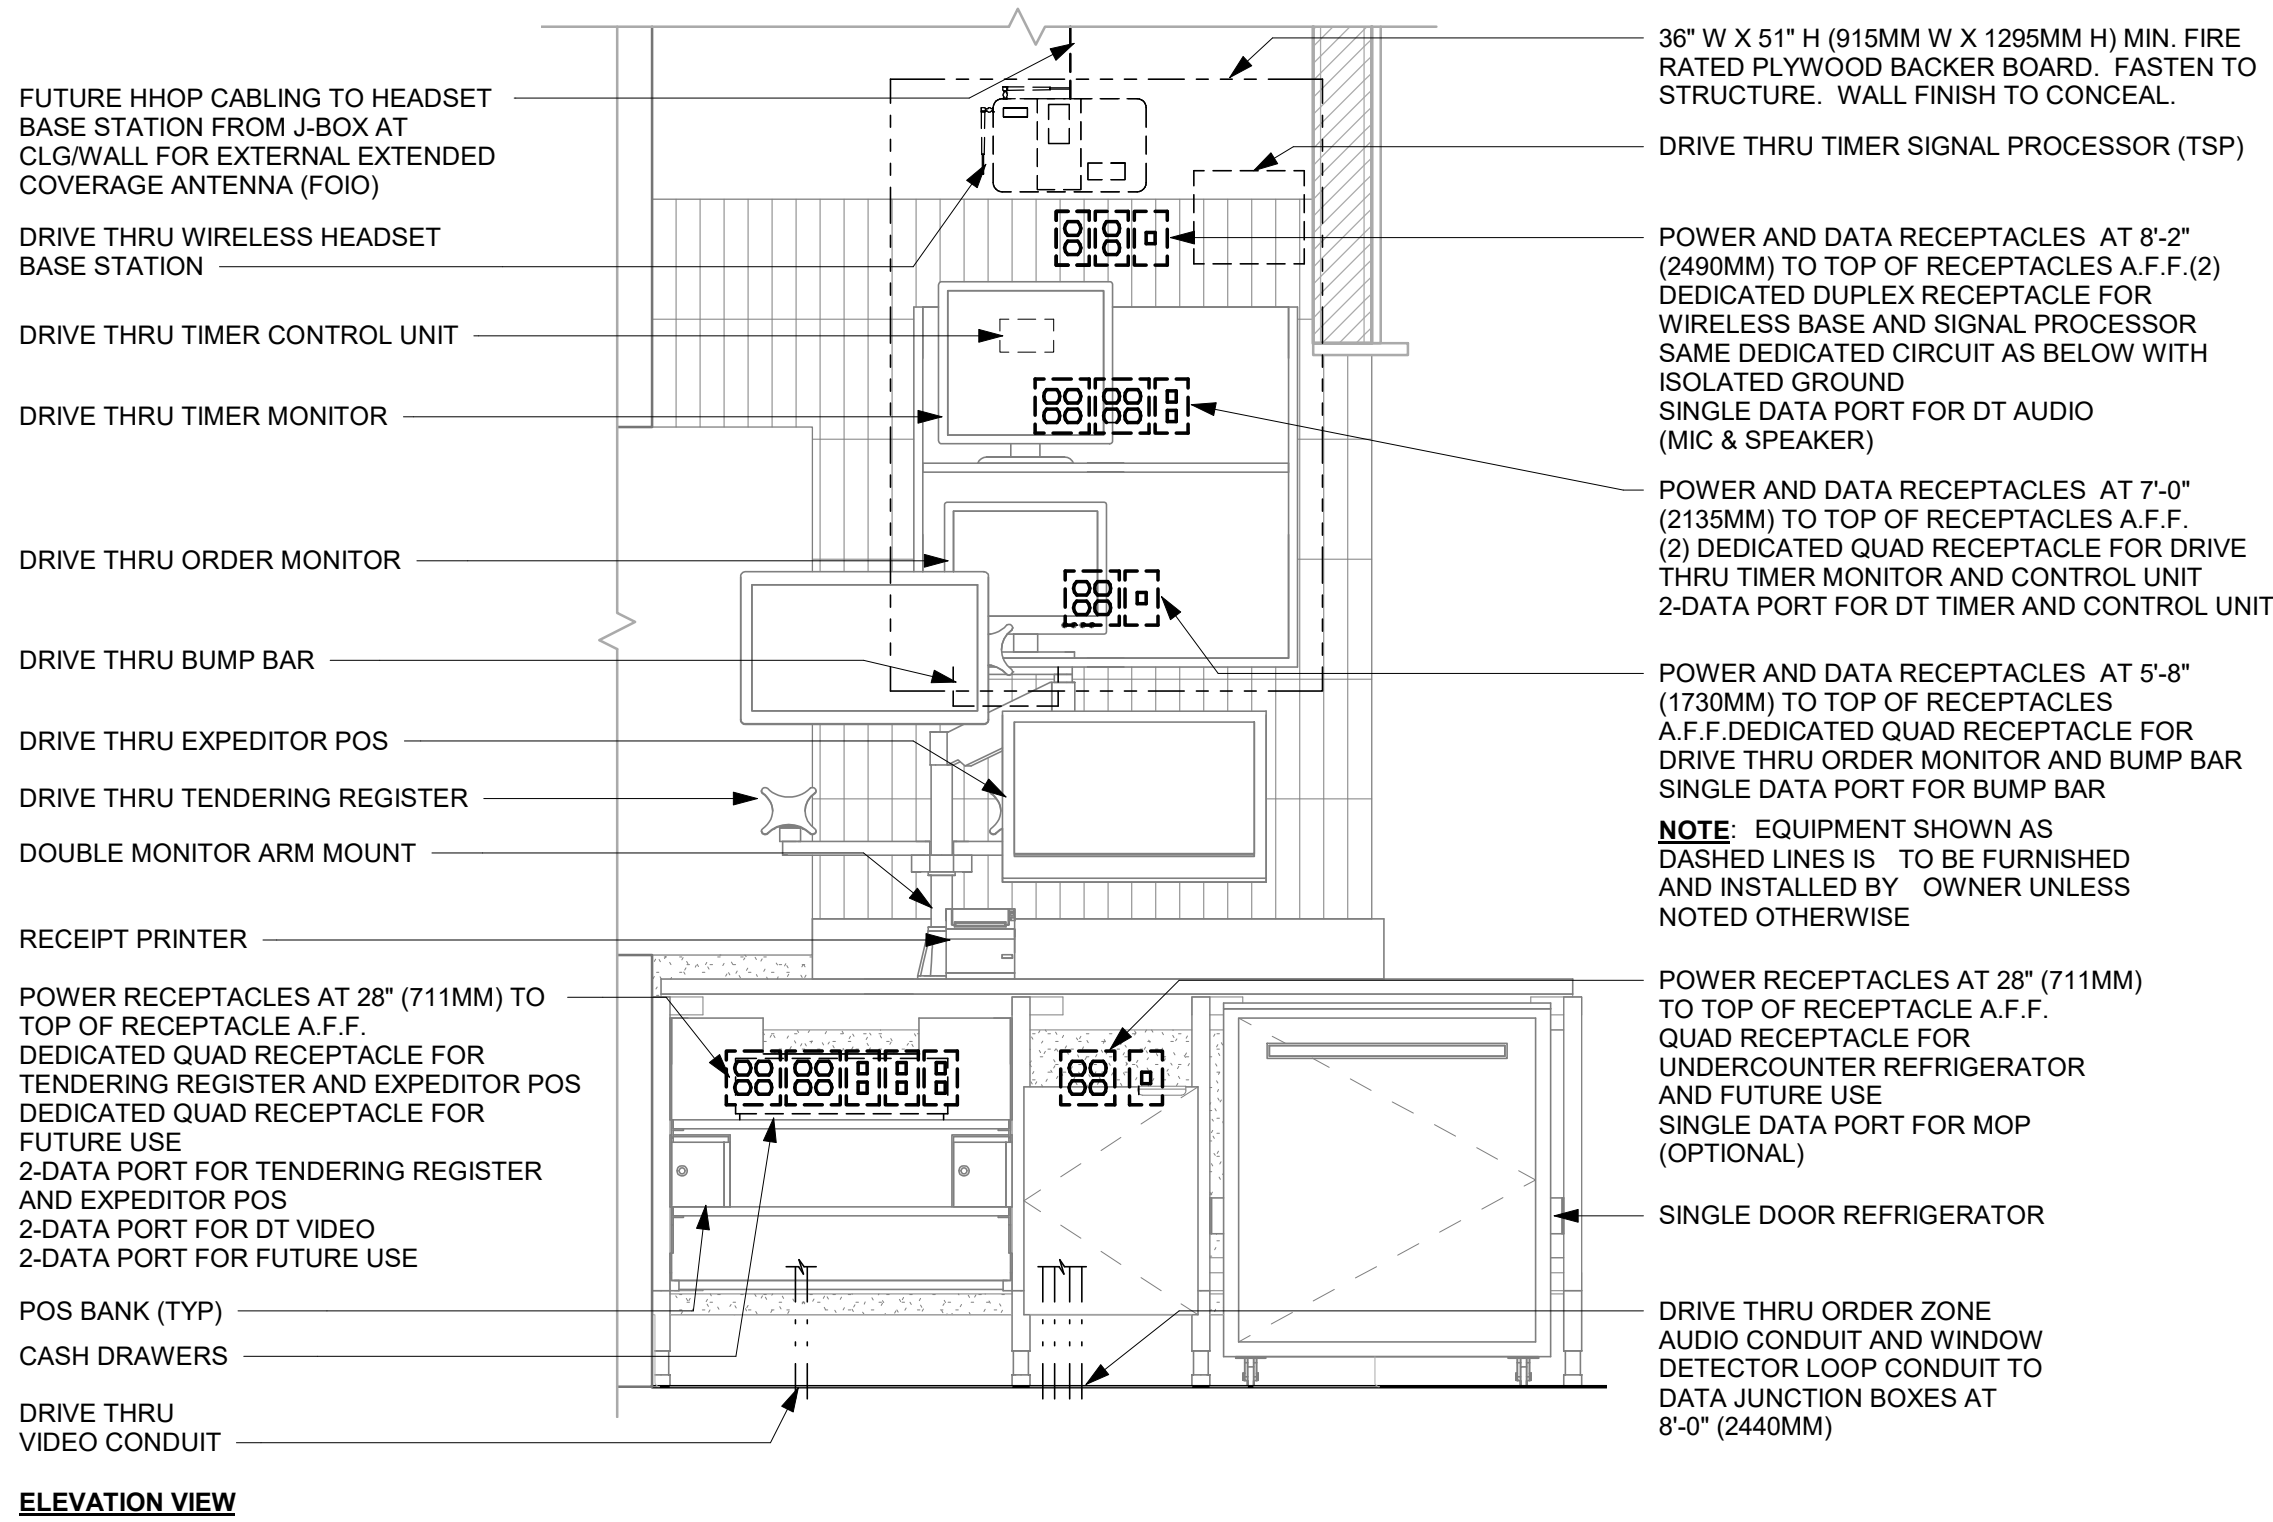 FUTURE HHOP CABLING TO HEADSET
BASE STATION FROM J-BOX AT
CLG/WALL FOR EXTERNAL EXTENDED
COVERAGE ANTENNA (FOIO)
DRIVE THRU WIRELESS HEADSET
BASE STATION
DRIVE THRU TIMER CONTROL UNIT
DRIVE THRU TIMER MONITOR
DRIVE THRU ORDER MONITOR
DRIVE THRU BUMP BAR
DRIVE THRU EXPEDITOR POS
DRIVE THRU TENDERING REGISTER
DOUBLE MONITOR ARM MOUNT
RECEIPT PRINTER
POWER RECEPTACLES AT 28" (711MM) TO
TOP OF RECEPTACLE A.F.F.
DEDICATED QUAD RECEPTACLE FOR
TENDERING REGISTER AND EXPEDITOR POS
DEDICATED QUAD RECEPTACLE FOR
FUTURE USE
2-DATA PORT FOR TENDERING REGISTER
AND EXPEDITOR POS
2-DATA PORT FOR DT VIDEO
2-DATA PORT FOR FUTURE USE
POS BANK (TYP)
CASH DRAWERS
DRIVE THRU
VIDEO CONDUIT
ELEVATION VIEW
36" W X 51" H (915MM W X 1295MM H) MIN. FIRE
RATED PLYWOOD BACKER BOARD. FASTEN TO
STRUCTURE. WALL FINISH TO CONCEAL.
DRIVE THRU TIMER SIGNAL PROCESSOR (TSP)
POWER AND DATA RECEPTACLES AT 8'-2"
(2490MM) TO TOP OF RECEPTACLES A.F.F.(2)
DEDICATED DUPLEX RECEPTACLE FOR
WIRELESS BASE AND SIGNAL PROCESSOR
SAME DEDICATED CIRCUIT AS BELOW WITH
ISOLATED GROUND
SINGLE DATA PORT FOR DT AUDIO
(MIC & SPEAKER)
POWER AND DATA RECEPTACLES AT 7'-0"
(2135MM) TO TOP OF RECEPTACLES A.F.F.
(2) DEDICATED QUAD RECEPTACLE FOR DRIVE
THRU TIMER MONITOR AND CONTROL UNIT
2-DATA PORT FOR DT TIMER AND CONTROL UNIT
POWER AND DATA RECEPTACLES AT 5'-8"
(1730MM) TO TOP OF RECEPTACLES
A.F.F.DEDICATED QUAD RECEPTACLE FOR
DRIVE THRU ORDER MONITOR AND BUMP BAR
SINGLE DATA PORT FOR BUMP BAR
NOTE: EQUIPMENT SHOWN AS
DASHED LINES IS TO BE FURNISHED
AND INSTALLED BY OWNER UNLESS
NOTED OTHERWISE
POWER RECEPTACLES AT 28" (711MM)
TO TOP OF RECEPTACLE A.F.F.
QUAD RECEPTACLE FOR
UNDERCOUNTER REFRIGERATOR
AND FUTURE USE
SINGLE DATA PORT FOR MOP
(OPTIONAL)
SINGLE DOOR REFRIGERATOR
DRIVE THRU ORDER ZONE
AUDIO CONDUIT AND WINDOW
DETECTOR LOOP CONDUIT TO
DATA JUNCTION BOXES AT
8'-0" (2440MM)